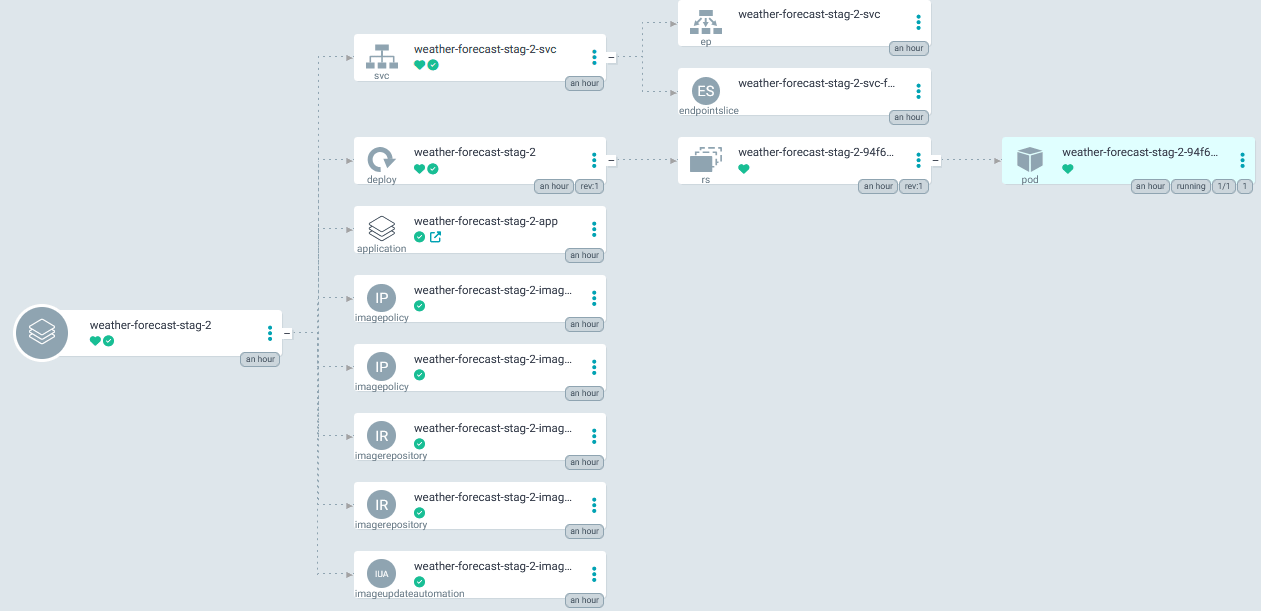 weather-forecast-stag-2-svc
ep
an hour
weather-forecast-stag-2-svc
svc
an hour
ES
weather-forecast-stag-2-svc-f...
endpointslice
an hour
weather-forecast-stag-2
deploy
an hour
rev:1
weather-forecast-stag-2-94f6...
rs
an hour
rev:1
weather-forecast-stag-2-94f6...
pod
an hour
running
1/1
1
weather-forecast-stag-2-app
application
an hour
IP
weather-forecast-stag-2-imag...
imagepolicy
an hour
weather-forecast-stag-2
an hour
IP
weather-forecast-stag-2-imag...
imagepolicy
an hour
IR
weather-forecast-stag-2-imag...
imagerepository
an hour
IR
weather-forecast-stag-2-imag...
imagerepository
an hour
IUA
weather-forecast-stag-2-imag...
imageupdateautomation
an hour